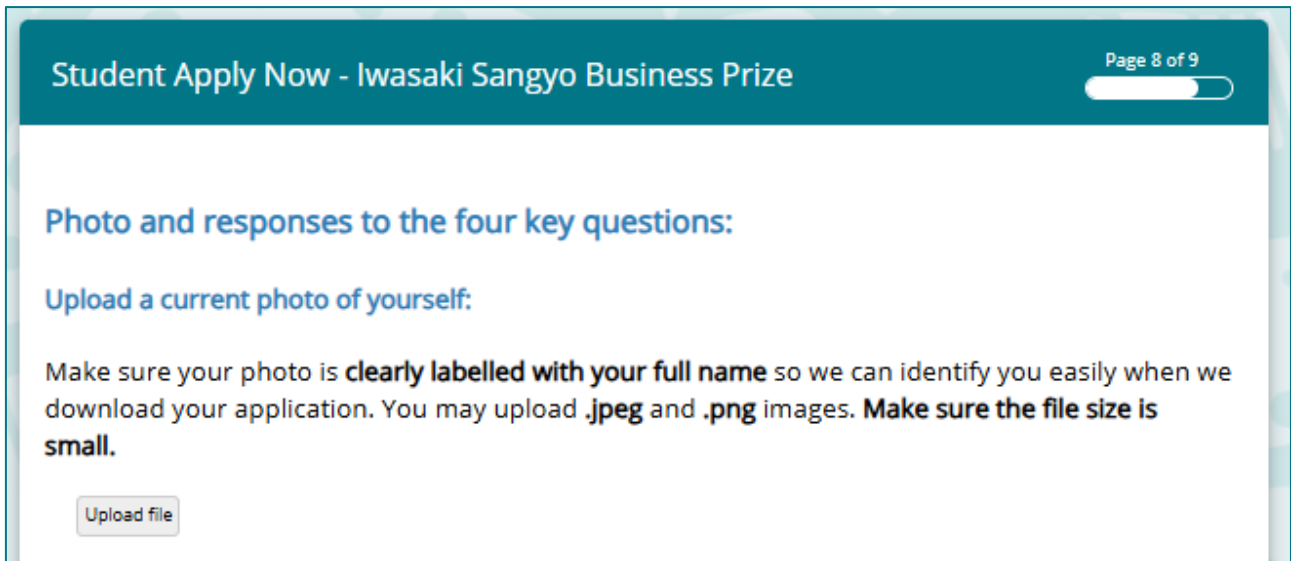 Student Apply Now - Iwasaki Sangyo Business Prize
Page 8 of 9
Photo and responses to the four key questions:
Upload a current photo of yourself:
Make sure your photo is clearly labelled with your full name so we can identify you easily when we
download your application. You may upload .jpeg and .png images. Make sure the file size is
small.
Upload file